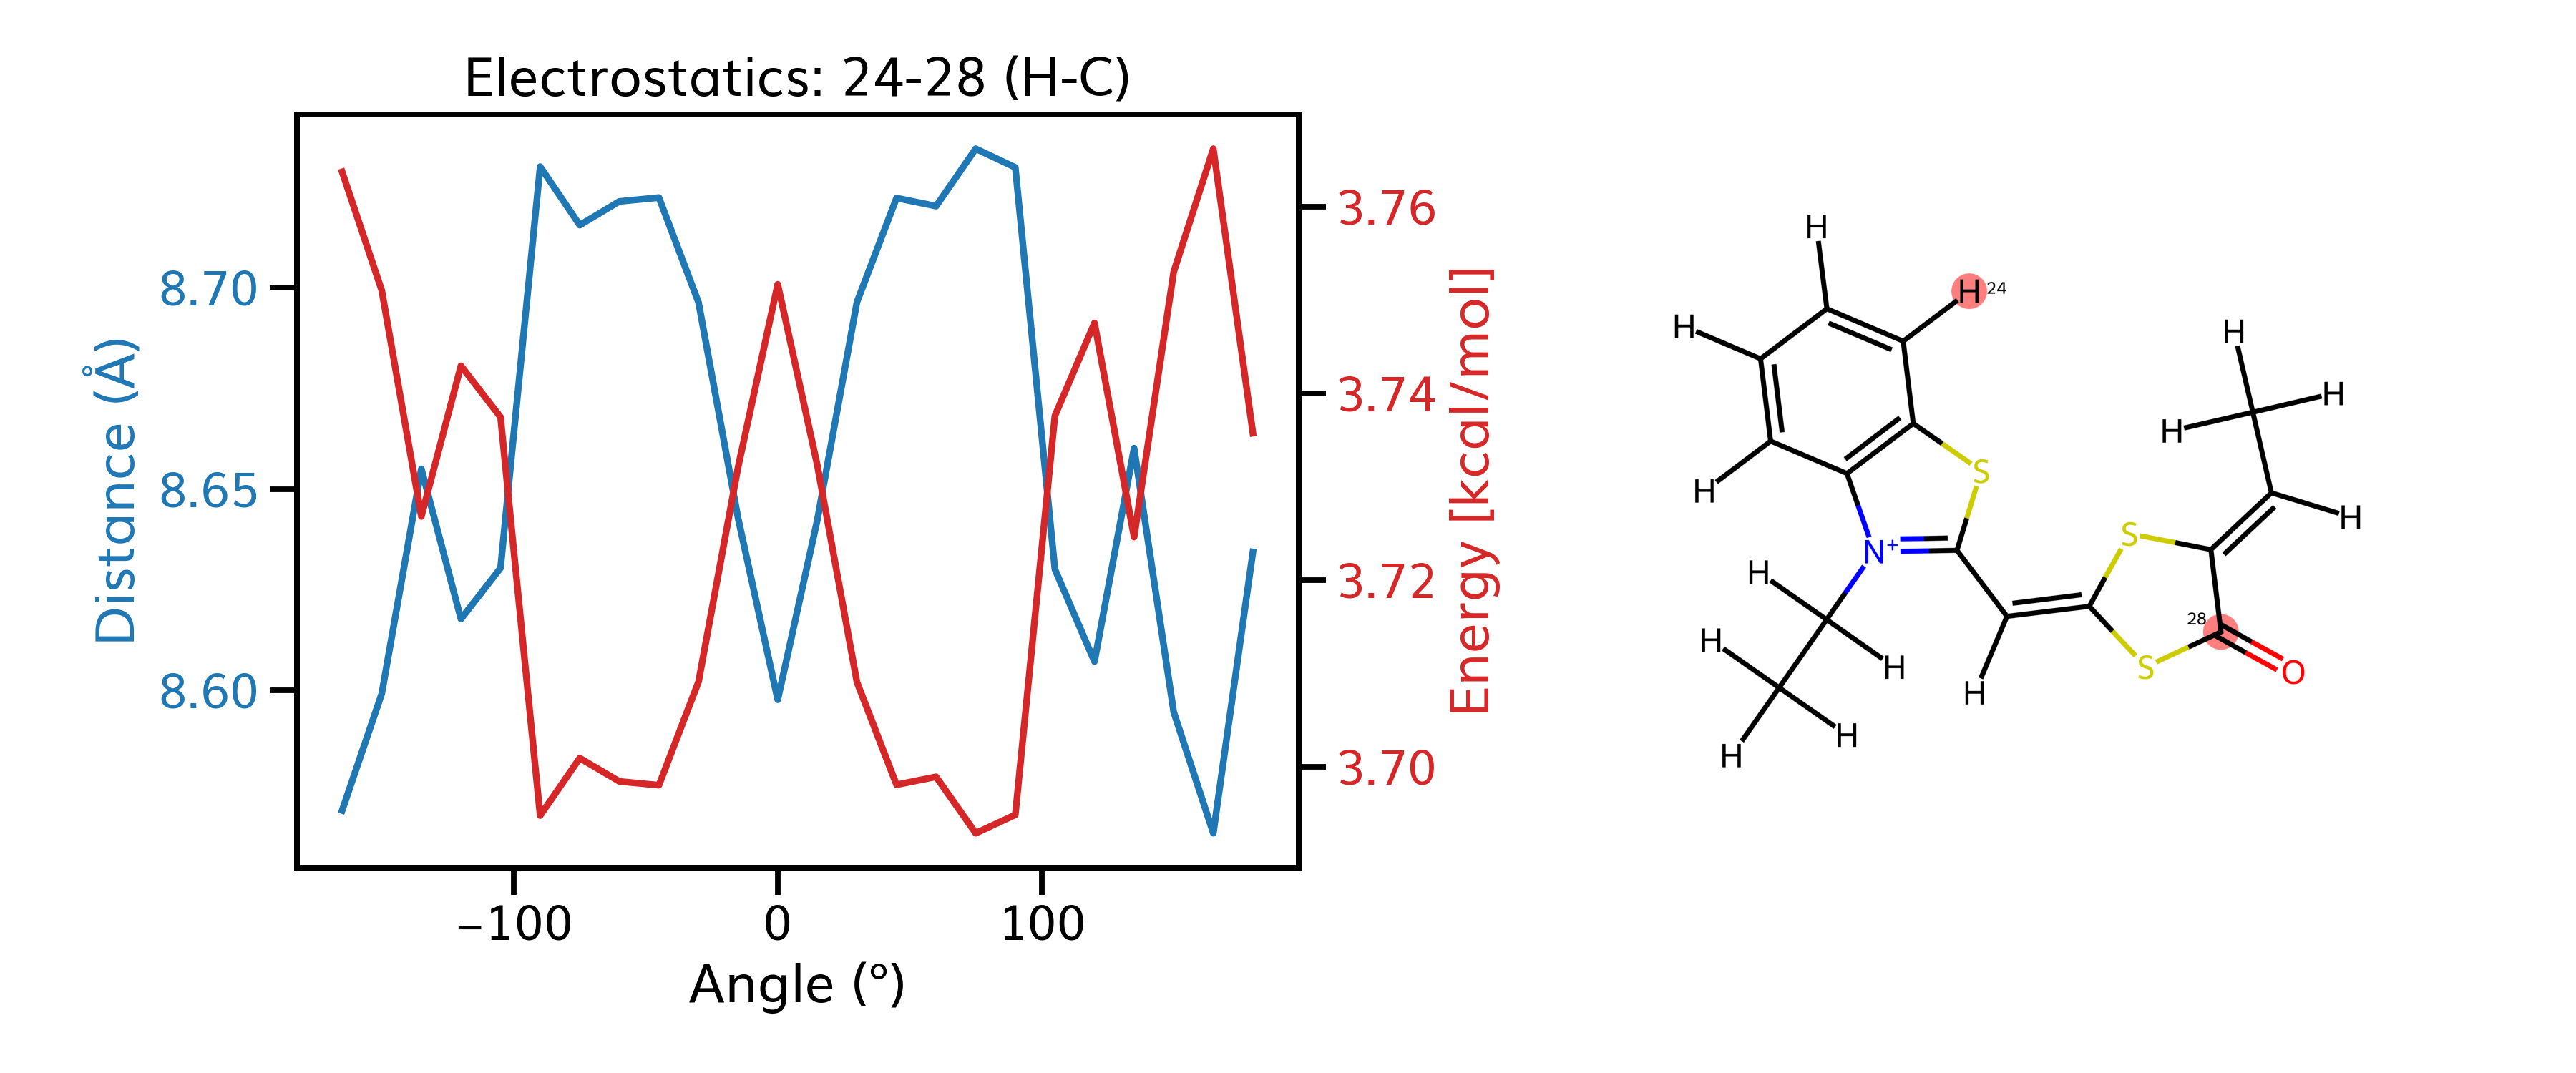 Electrostatics: 24-28 (H-C)
8.70
8.65
8.60
Distance (Å)
3.76
3.74
3.72
3.70
Energy [kcal/mol]
−100
0
100
Angle (°)
H
H 24
H
H
H
H
H
S
H
S
N⁺
H
H
28
H
S
O
H
H
H
H